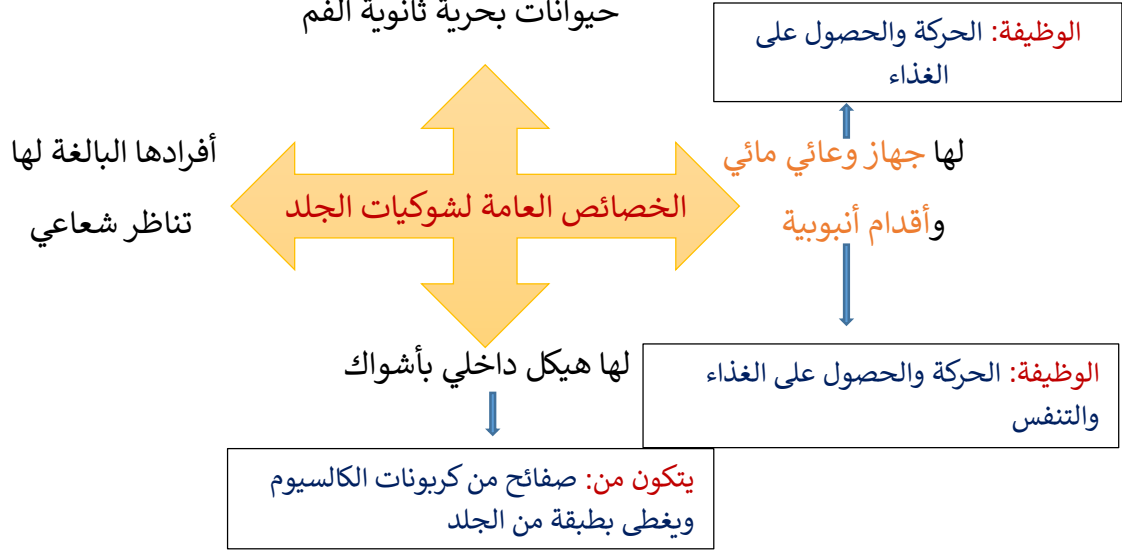 حيوانات بحرية ثانوية الفم
الوظيفة: الحركة والحصول على
الغذاء
لها جهاز وعائي مائي
وأقدام أنبوبية
الخصائص العامة لشوكيات الجلد
أفرادها البالغة لها
تناظر شعاعي
الوظيفة: الحركة والحصول على الغذاء
والتنفس
لها هيكل داخلي بأشواك
يتكون من: صفائح من كربونات الكالسيوم
ويغطى بطبقة من الجلد